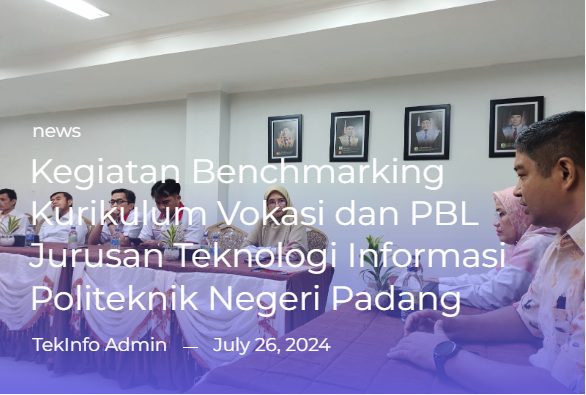 news
Kegiatan Benchmarking
Kurikulum Vokasi dan PBL
Jurusan Teknologi Informasi
Politeknik Negeri Padang
TekInfo Admin — July 26, 2024